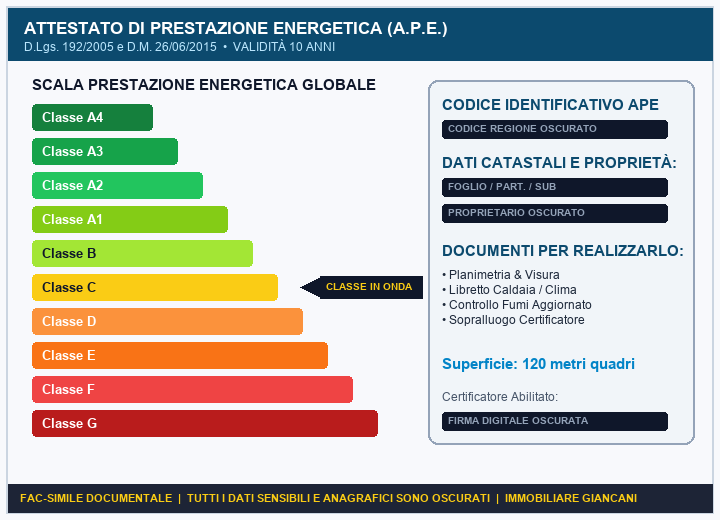 ATTESTATO DI PRESTAZIONE ENERGETICA (A.P.E.)
D.Lgs. 192/2005 e D.M. 26/06/2015 • VALIDITÀ 10 ANNI
SCALA PRESTAZIONE ENERGETICA GLOBALE
Classe A4
Classe A3
Classe A2
Classe A1
Classe B
Classe C
CLASSE IN ONDA
Classe D
Classe E
Classe F
Classe G
CODICE IDENTIFICATIVO APE
CODICE REGIONE OSCURATO
DATI CATASTALI E PROPRIETÀ:
FOGLIO / PART. / SUB
PROPRIETARIO OSCURATO
DOCUMENTI PER REALIZZARLO:
• Planimetria & Visura
• Libretto Caldaia / Clima
• Controllo Fumi Aggiornato
• Sopralluogo Certificatore
Superficie: 120 metri quadri
Certificatore Abilitato:
FIRMA DIGITALE OSCURATA
FAC-SIMILE DOCUMENTALE | TUTTI I DATI SENSIBILI E ANAGRAFICI SONO OSCURATI | IMMOBILIARE GIANCANI